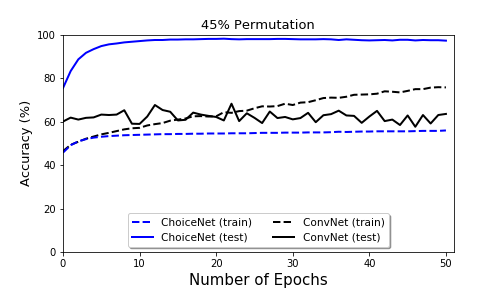 45% Permutation
Accuracy (%)
100
80
60
40
20
0
ChoiceNet (train)
ChoiceNet (test)
ConvNet (train)
ConvNet (test)
0 10 20 30 40 50
Number of Epochs